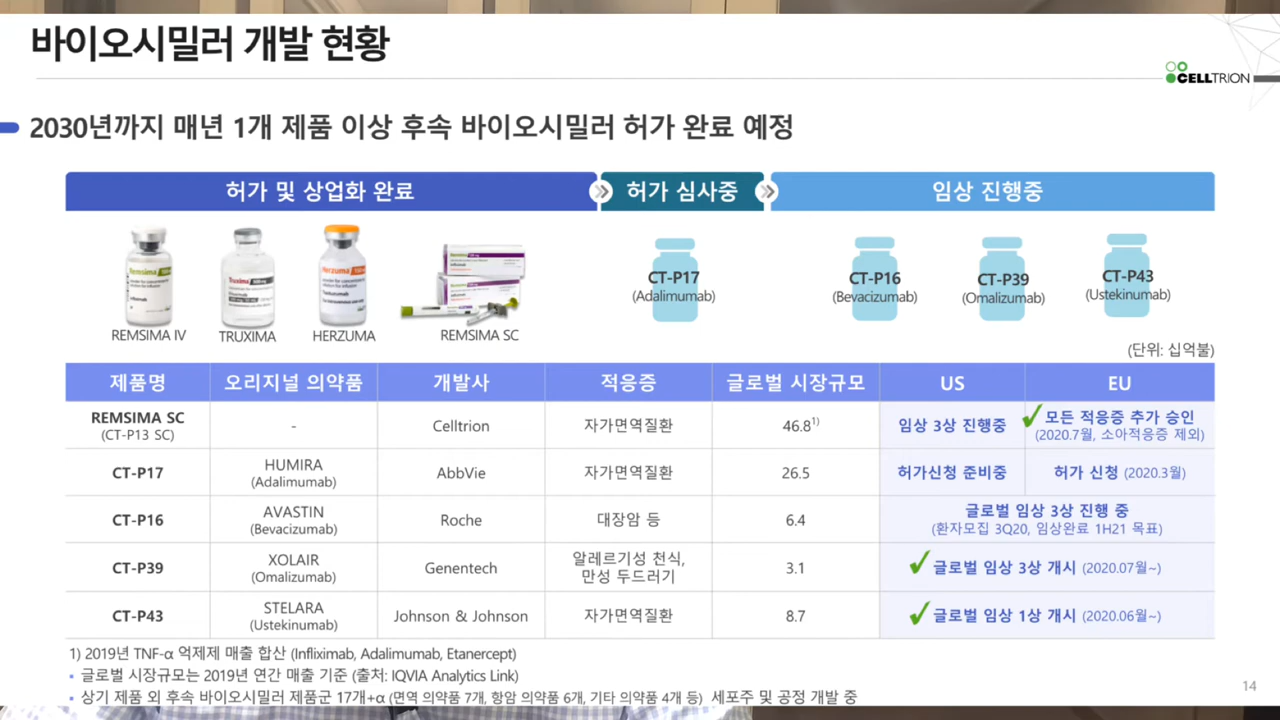 바이오시밀러 개발 현황
CELLTRION
2030년까지 매년 1개 제품 이상 후속 바이오시밀러 허가 완료 예정
허가 및 상업화 완료
허가 심사중
임상 진행중
Remsima
Truxima
Herzuma
Remsima
CT-P17
(Adalimumab)
CT-P16
(Bevacizumab)
CT-P39
(Omalizumab)
CT-P43
(Ustekinumab)
REMSIMA IV
TRUXIMA
HERZUMA
REMSIMA SC
(단위: 십억불)
제품명 오리지널 의약품 개발사 적응증 글로벌 시장규모 US EU
REMSIMA SC
(CT-P13 SC)
-
Celltrion
자가면역질환
46.8¹⁾
임상 3상 진행중
모든 적응증 추가 승인
(2020.7월, 소아적응증 제외)
CT-P17
HUMIRA
(Adalimumab)
AbbVie
자가면역질환
26.5
허가신청 준비중
허가 신청 (2020.3월)
CT-P16
AVASTIN
(Bevacizumab)
Roche
대장암 등
6.4
글로벌 임상 3상 진행 중
(환자모집 3Q20, 임상완료 1H21 목표)
CT-P39
XOLAIR
(Omalizumab)
Genentech
알레르기성 천식,
만성 두드러기
3.1
글로벌 임상 3상 개시 (2020.07월~)
CT-P43
STELARA
(Ustekinumab)
Johnson & Johnson
자가면역질환
8.7
글로벌 임상 1상 개시 (2020.06월~)
1) 2019년 TNF-α 억제제 매출 합산 (Infliximab, Adalimumab, Etanercept)
▪ 글로벌 시장규모는 2019년 연간 매출 기준 (출처: IQVIA Analytics Link)
▪ 상기 제품 외 후속 바이오시밀러 제품군 17개+α (면역 의약품 7개, 항암 의약품 6개, 기타 의약품 4개 등) 세포주 및 공정 개발 중
14